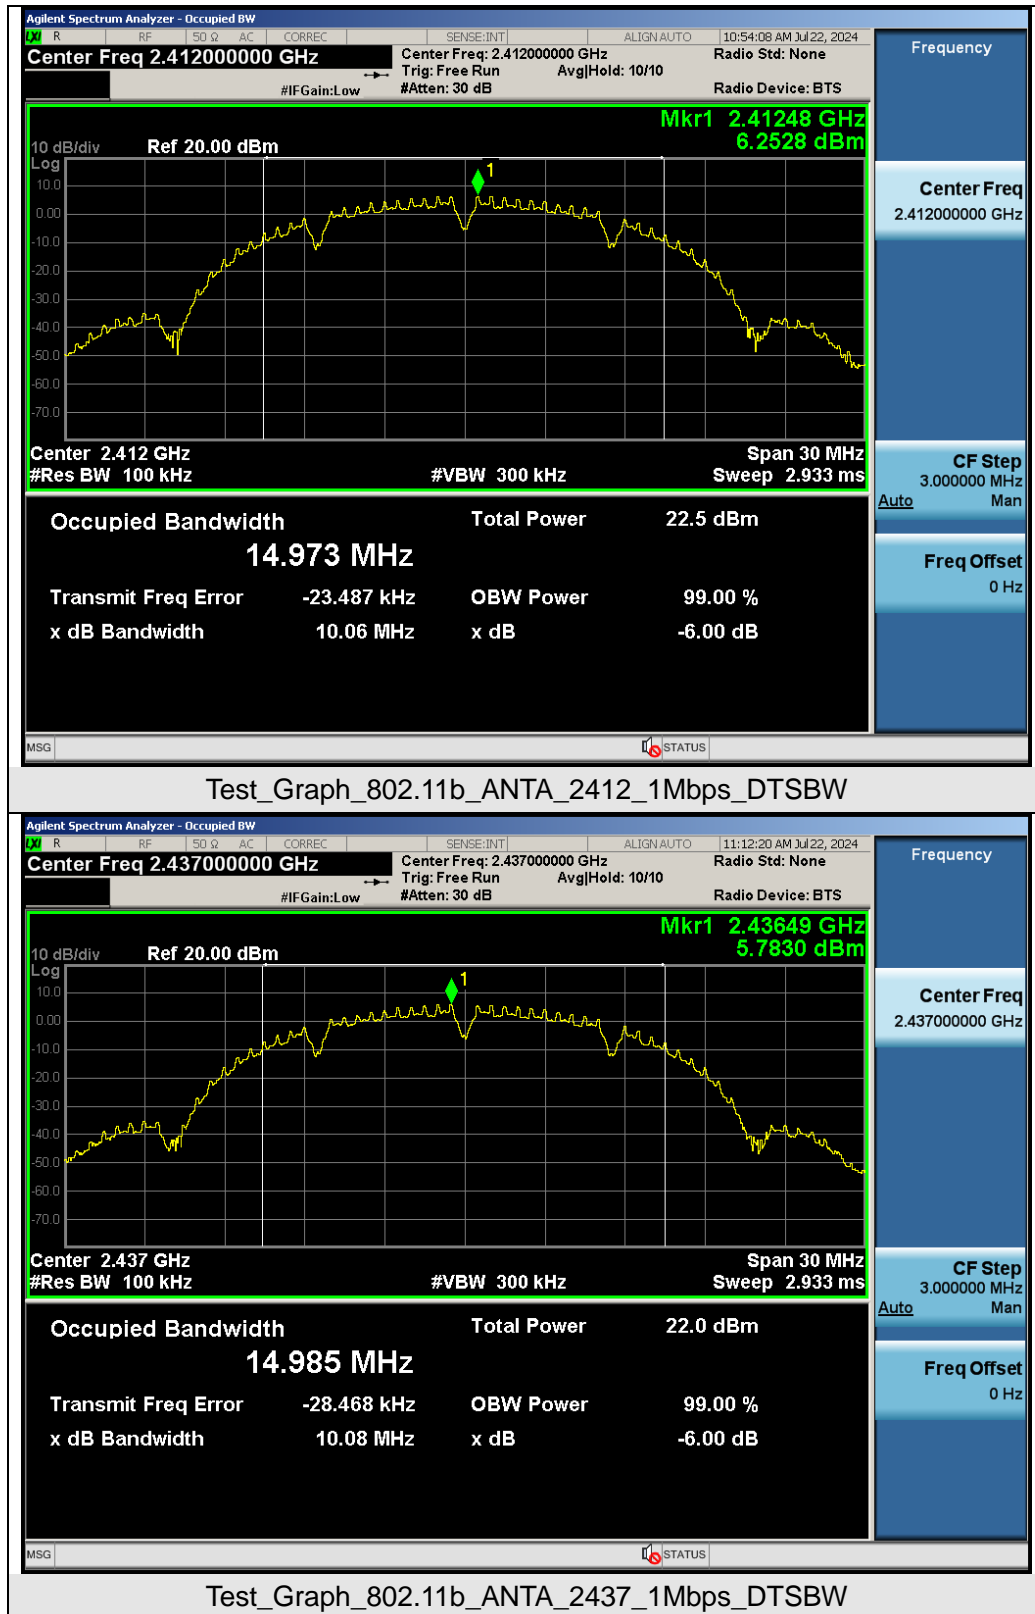 Agilent Spectrum Analyzer - Occupied BW
LXI R RF 50 Ω AC CORREC SENSE:INT ALIGN AUTO 10:54:08 AM Jul 22, 2024
Center Freq 2.412000000 GHz
Center Freq: 2.412000000 GHz
Radio Std: None
Trig: Free Run Avg|Hold: 10/10
#IFGain:Low #Atten: 30 dB Radio Device: BTS
Frequency
Mkr1 2.41248 GHz
6.2528 dBm
10 dB/div Ref 20.00 dBm
Log
1
10.0
0.00
-10.0
-20.0
-30.0
-40.0
-50.0
-60.0
-70.0
Center Freq
2.412000000 GHz
Center 2.412 GHz Span 30 MHz
#Res BW 100 kHz #VBW 300 kHz Sweep 2.933 ms
CF Step
3.000000 MHz
Auto Man
Occupied Bandwidth Total Power 22.5 dBm
14.973 MHz
Transmit Freq Error -23.487 kHz OBW Power 99.00 %
x dB Bandwidth 10.06 MHz x dB -6.00 dB
Freq Offset
0 Hz
MSG STATUS
Test_Graph_802.11b_ANTA_2412_1Mbps_DTSBW
Agilent Spectrum Analyzer - Occupied BW
LXI R RF 50 Ω AC CORREC SENSE:INT ALIGN AUTO 11:12:20 AM Jul 22, 2024
Center Freq 2.437000000 GHz
Center Freq: 2.437000000 GHz
Radio Std: None
Trig: Free Run Avg|Hold: 10/10
#IFGain:Low #Atten: 30 dB Radio Device: BTS
Frequency
Mkr1 2.43649 GHz
5.7830 dBm
10 dB/div Ref 20.00 dBm
Log
1
10.0
0.00
-10.0
-20.0
-30.0
-40.0
-50.0
-60.0
-70.0
Center Freq
2.437000000 GHz
Center 2.437 GHz Span 30 MHz
#Res BW 100 kHz #VBW 300 kHz Sweep 2.933 ms
CF Step
3.000000 MHz
Auto Man
Occupied Bandwidth Total Power 22.0 dBm
14.985 MHz
Transmit Freq Error -28.468 kHz OBW Power 99.00 %
x dB Bandwidth 10.08 MHz x dB -6.00 dB
Freq Offset
0 Hz
MSG STATUS
Test_Graph_802.11b_ANTA_2437_1Mbps_DTSBW